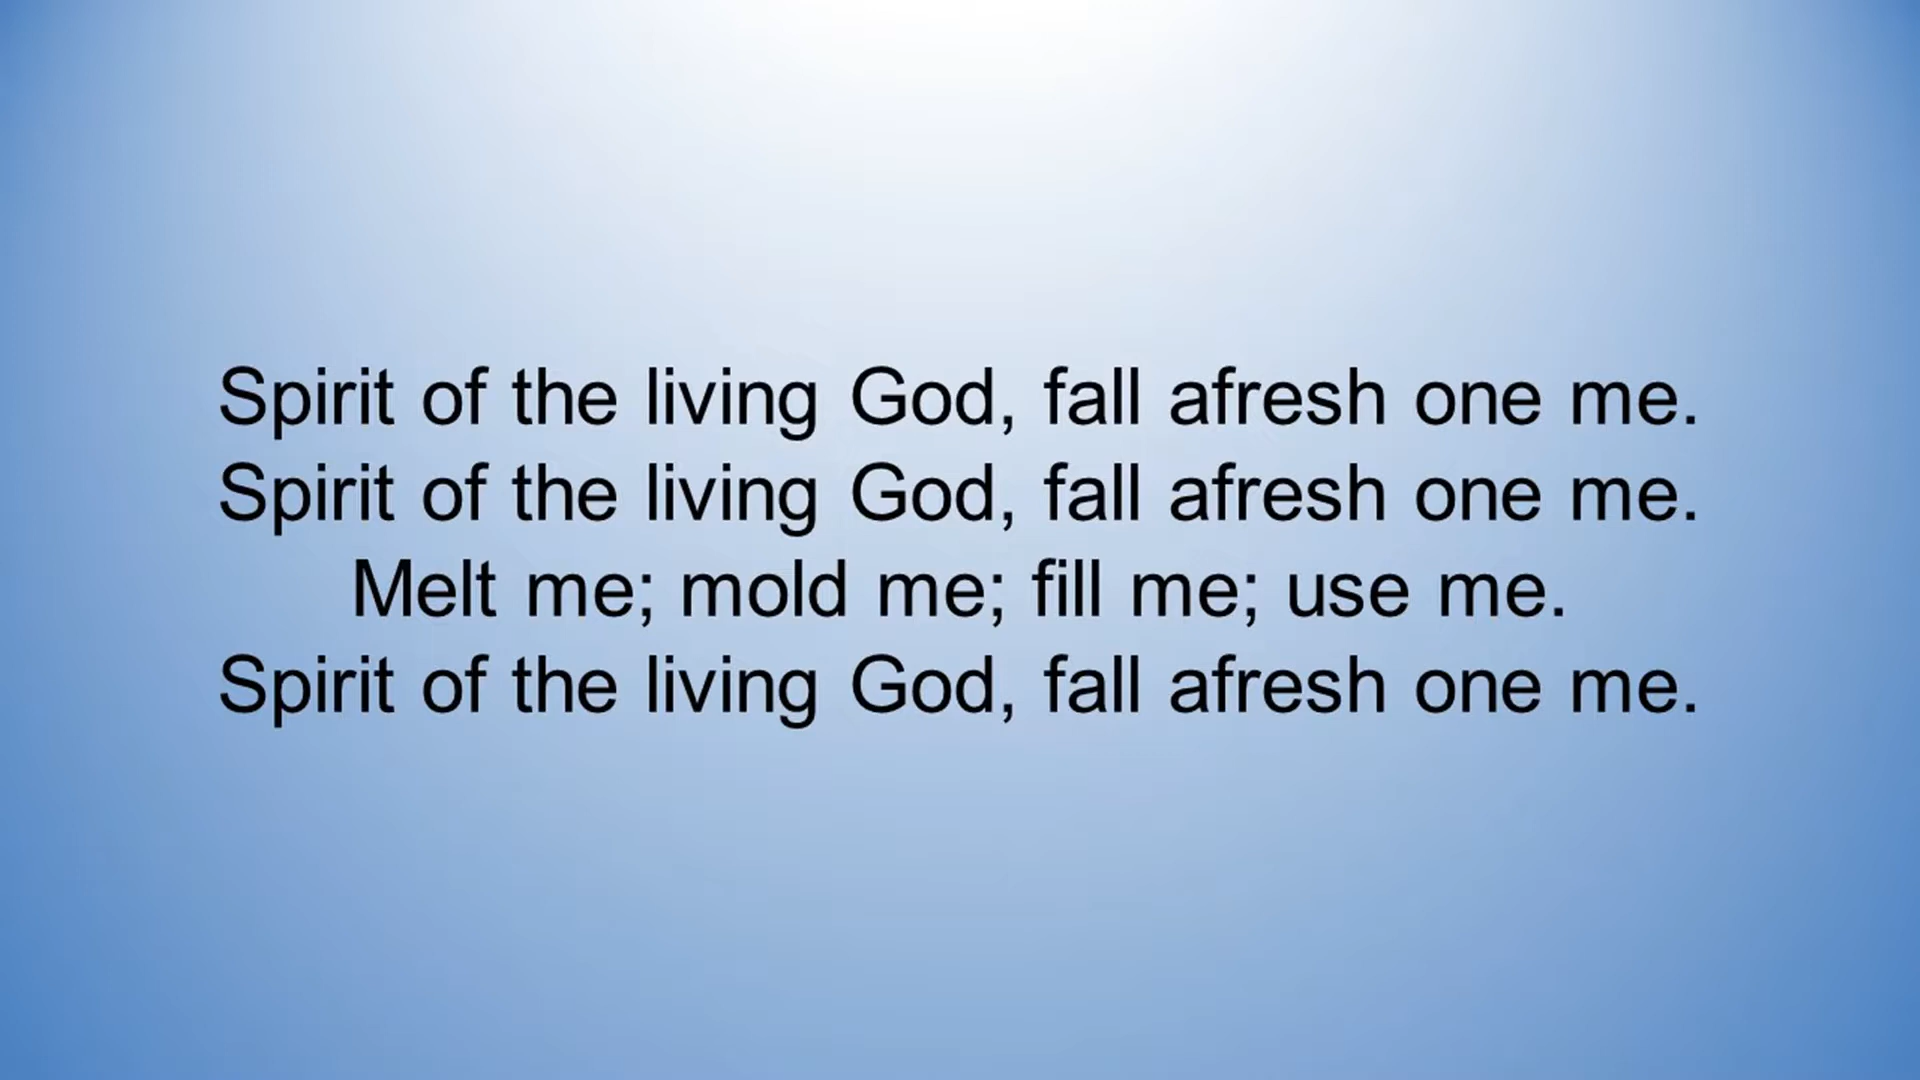 Spirit of the living God, fall afresh one me.
Spirit of the living God, fall afresh one me.
Melt me; mold me; fill me; use me.
Spirit of the living God, fall afresh one me.